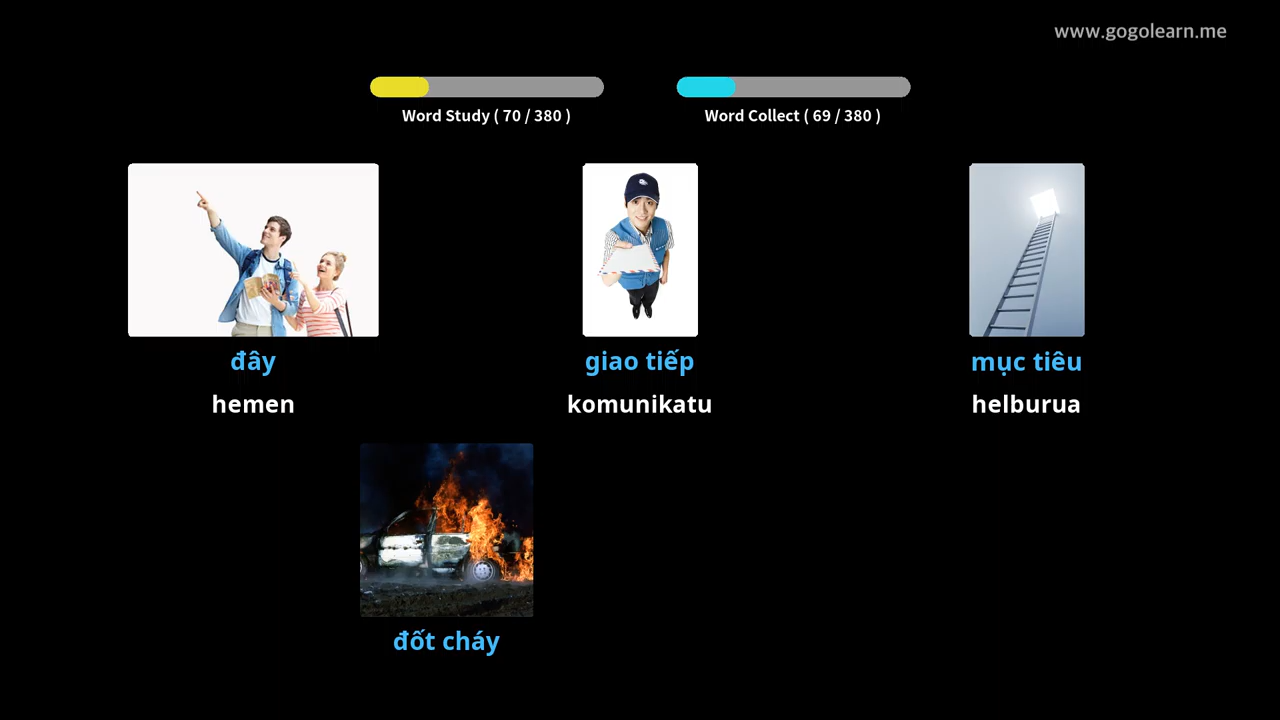 www.gogolearn.me
Word Study ( 70 / 380 )
Word Collect ( 69 / 380 )
đây
giao tiếp
mục tiêu
hemen
komunikatu
helburua
đốt cháy